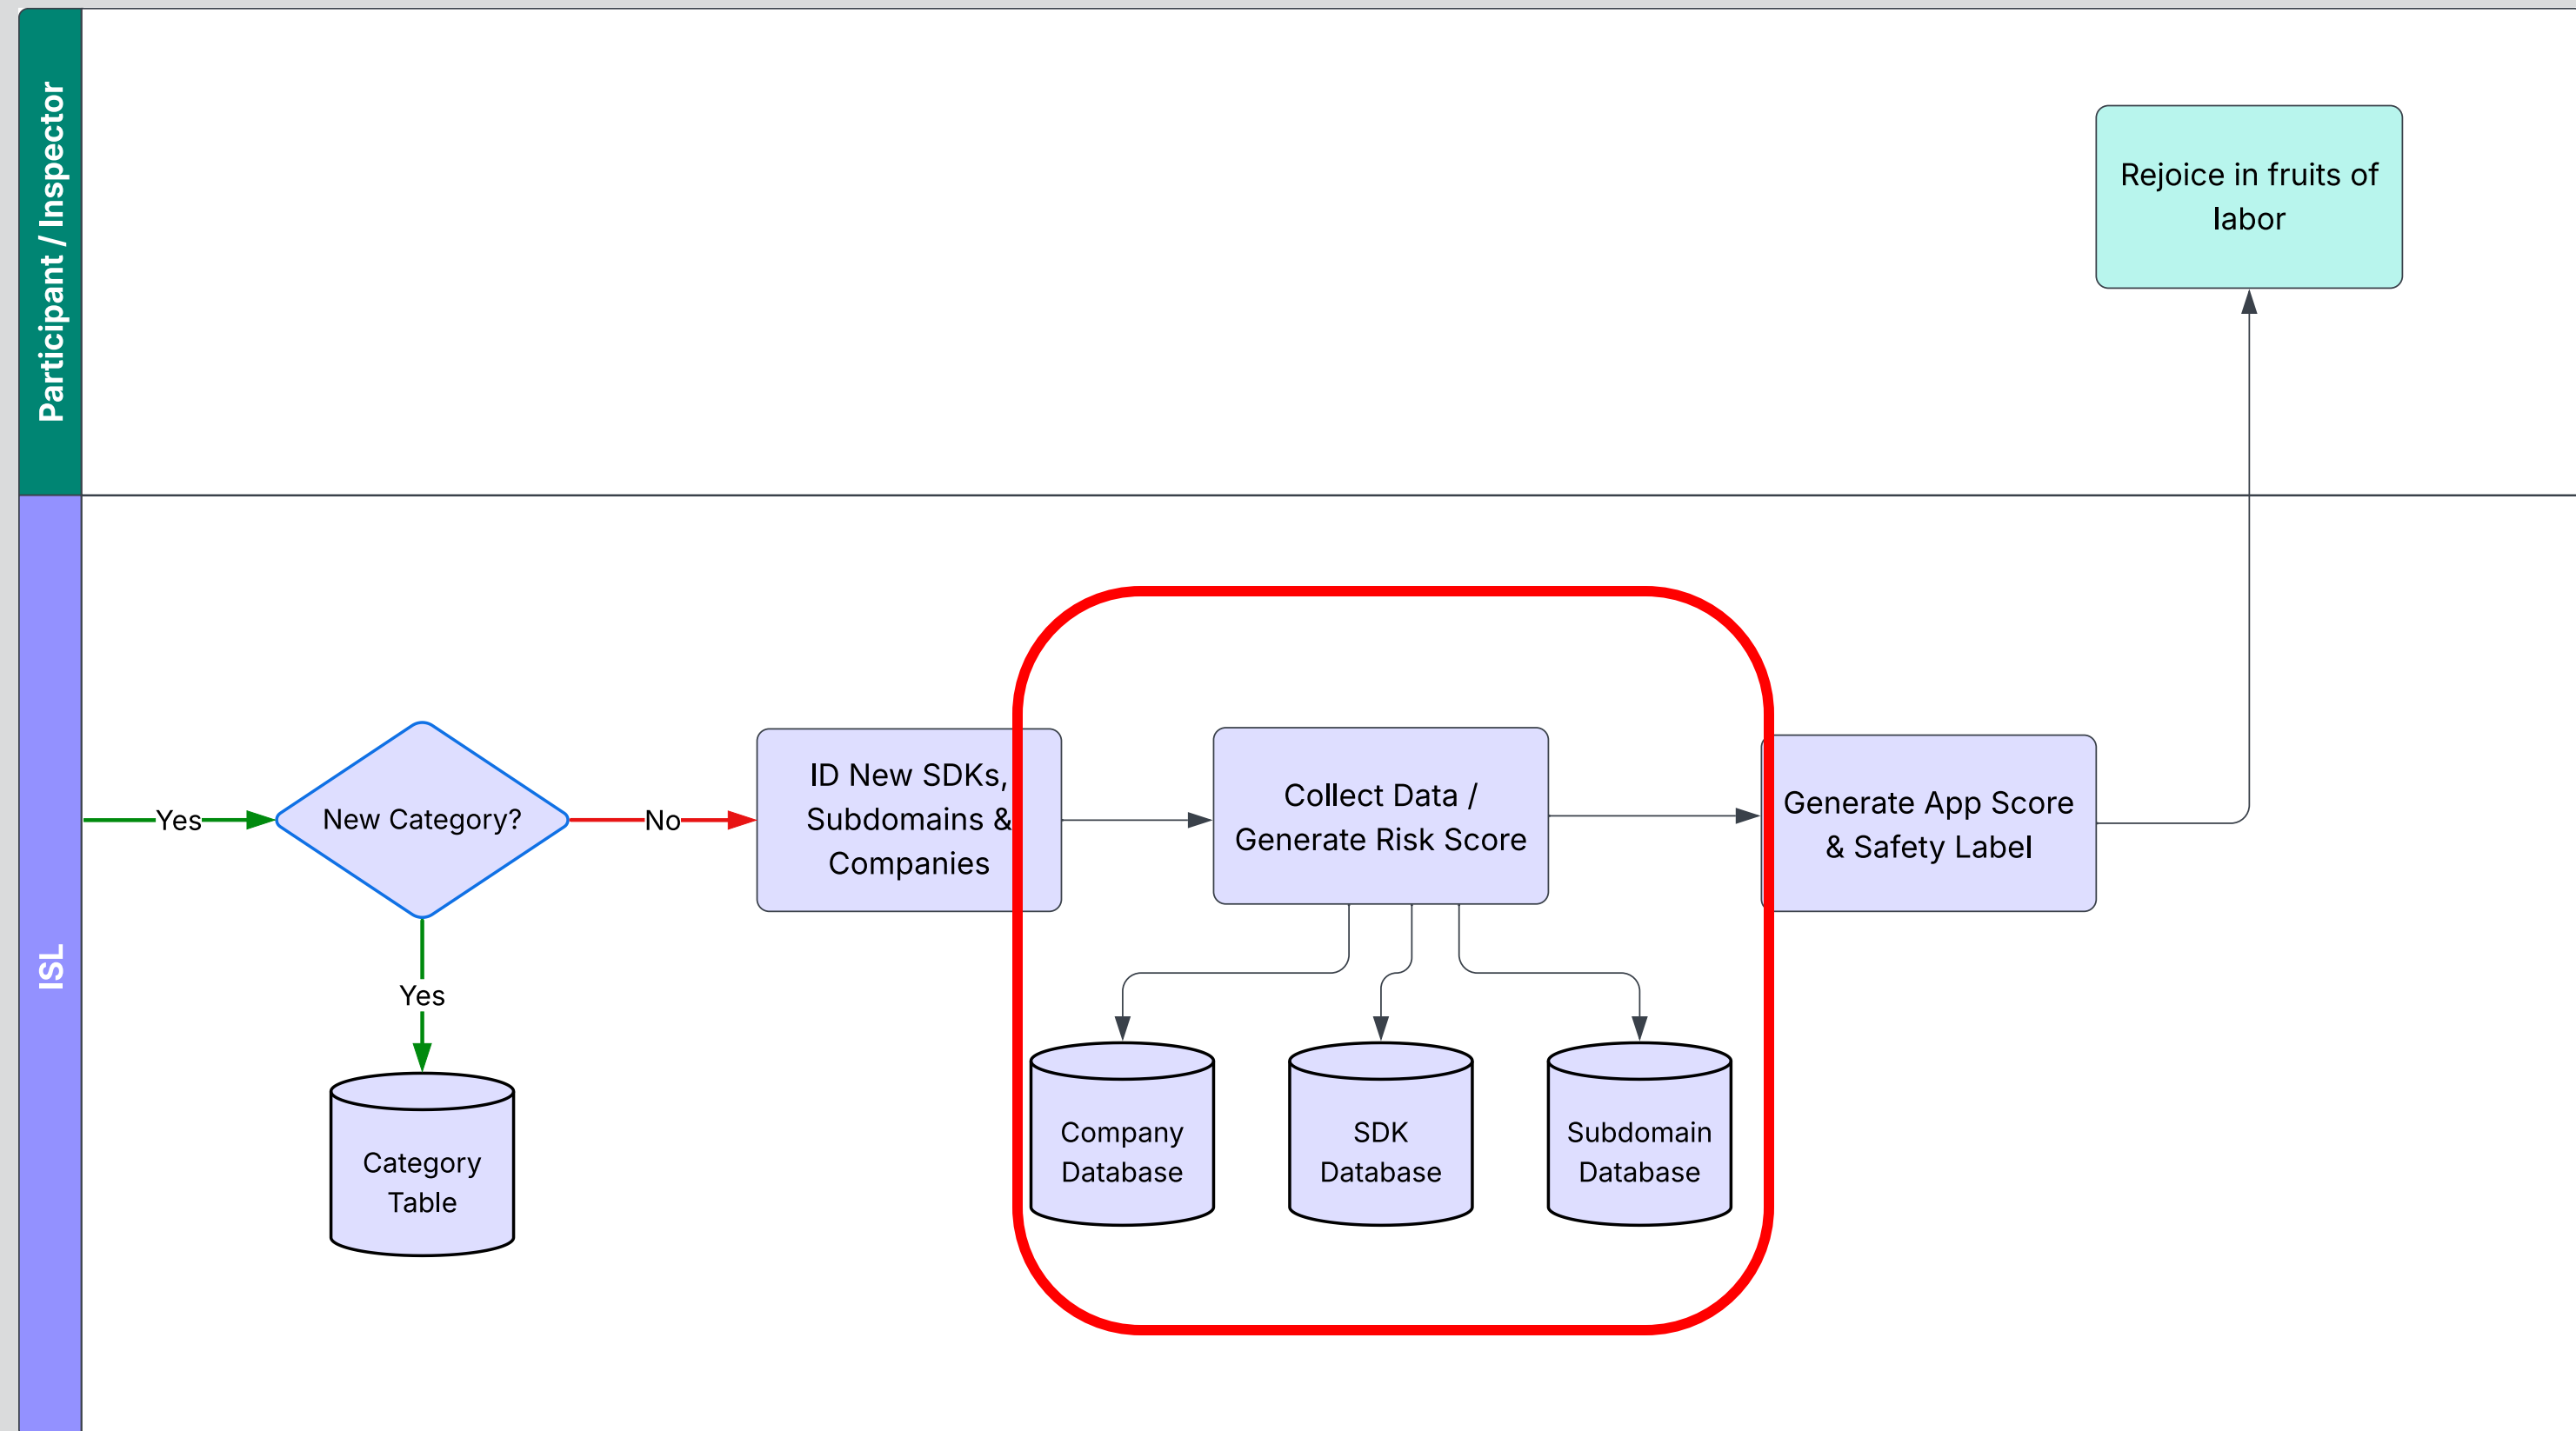 Participant / Inspector
Rejoice in fruits of
labor
ISL
Yes
New Category?
No
Yes
Category
Table
ID New SDKs,
Subdomains &
Companies
Collect Data /
Generate Risk Score
Company
Database
SDK
Database
Subdomain
Database
Generate App Score
& Safety Label